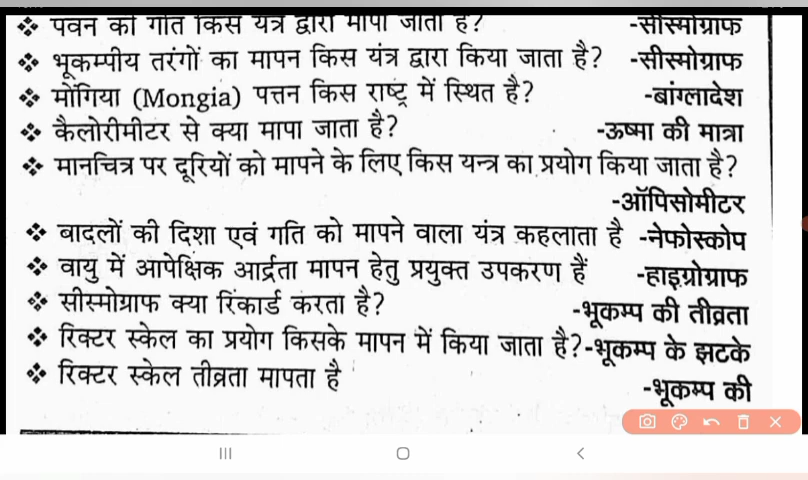 ❖ पवन की गति किस यंत्र द्वारा मापी जाती है? -सीस्मोग्राफ
❖ भूकम्पीय तरंगों का मापन किस यंत्र द्वारा किया जाता है? -सीस्मोग्राफ
❖ मोंगिया (Mongia) पत्तन किस राष्ट्र में स्थित है? -बांग्लादेश
❖ कैलोरीमीटर से क्या मापा जाता है? -ऊष्मा की मात्रा
❖ मानचित्र पर दूरियों को मापने के लिए किस यन्त्र का प्रयोग किया जाता है?
-ऑपिसोमीटर
❖ बादलों की दिशा एवं गति को मापने वाला यंत्र कहलाता है -नेफोस्कोप
❖ वायु में आपेक्षिक आर्द्रता मापन हेतु प्रयुक्त उपकरण हैं -हाइग्रोग्राफ
❖ सीस्मोग्राफ क्या रिकार्ड करता है? -भूकम्प की तीव्रता
❖ रिक्टर स्केल का प्रयोग किसके मापन में किया जाता है?-भूकम्प के झटके
❖ रिक्टर स्केल तीव्रता मापता है -भूकम्प की